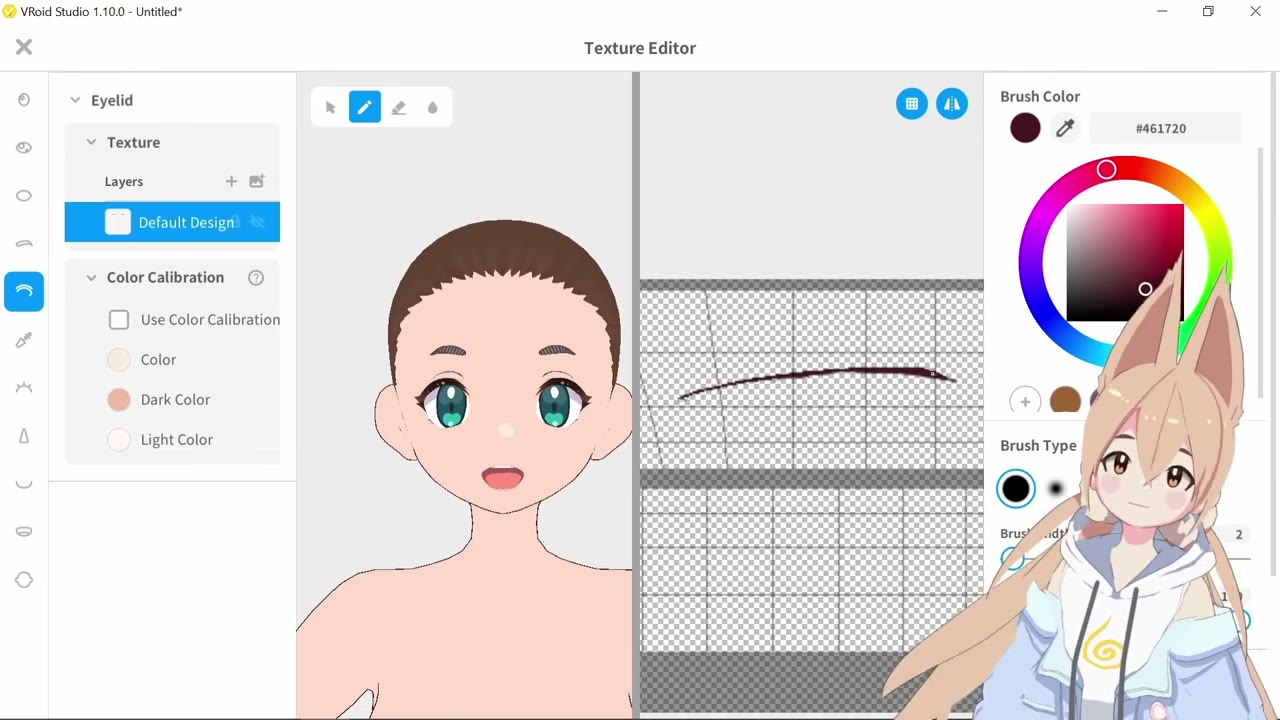 VRoid Studio 1.10.0 - Untitled*
Texture Editor
Eyelid
Texture
Layers
Default Design
Color Calibration
Use Color Calibration
Color
Dark Color
Light Color
Brush Color
#461720
Brush Type
2